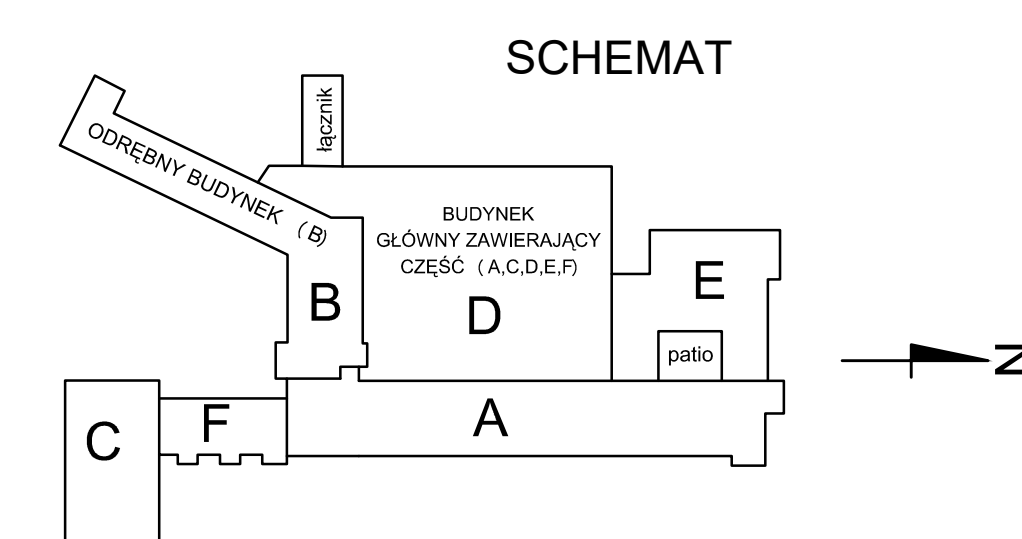 SCHEMAT
łącznik
ODRĘBNY BUDYNEK (B)
BUDYNEK
GŁÓWNY ZAWIERAJĄCY
CZĘŚĆ (A,C,D,E,F)
B
D
E
patio
N
C
F
A